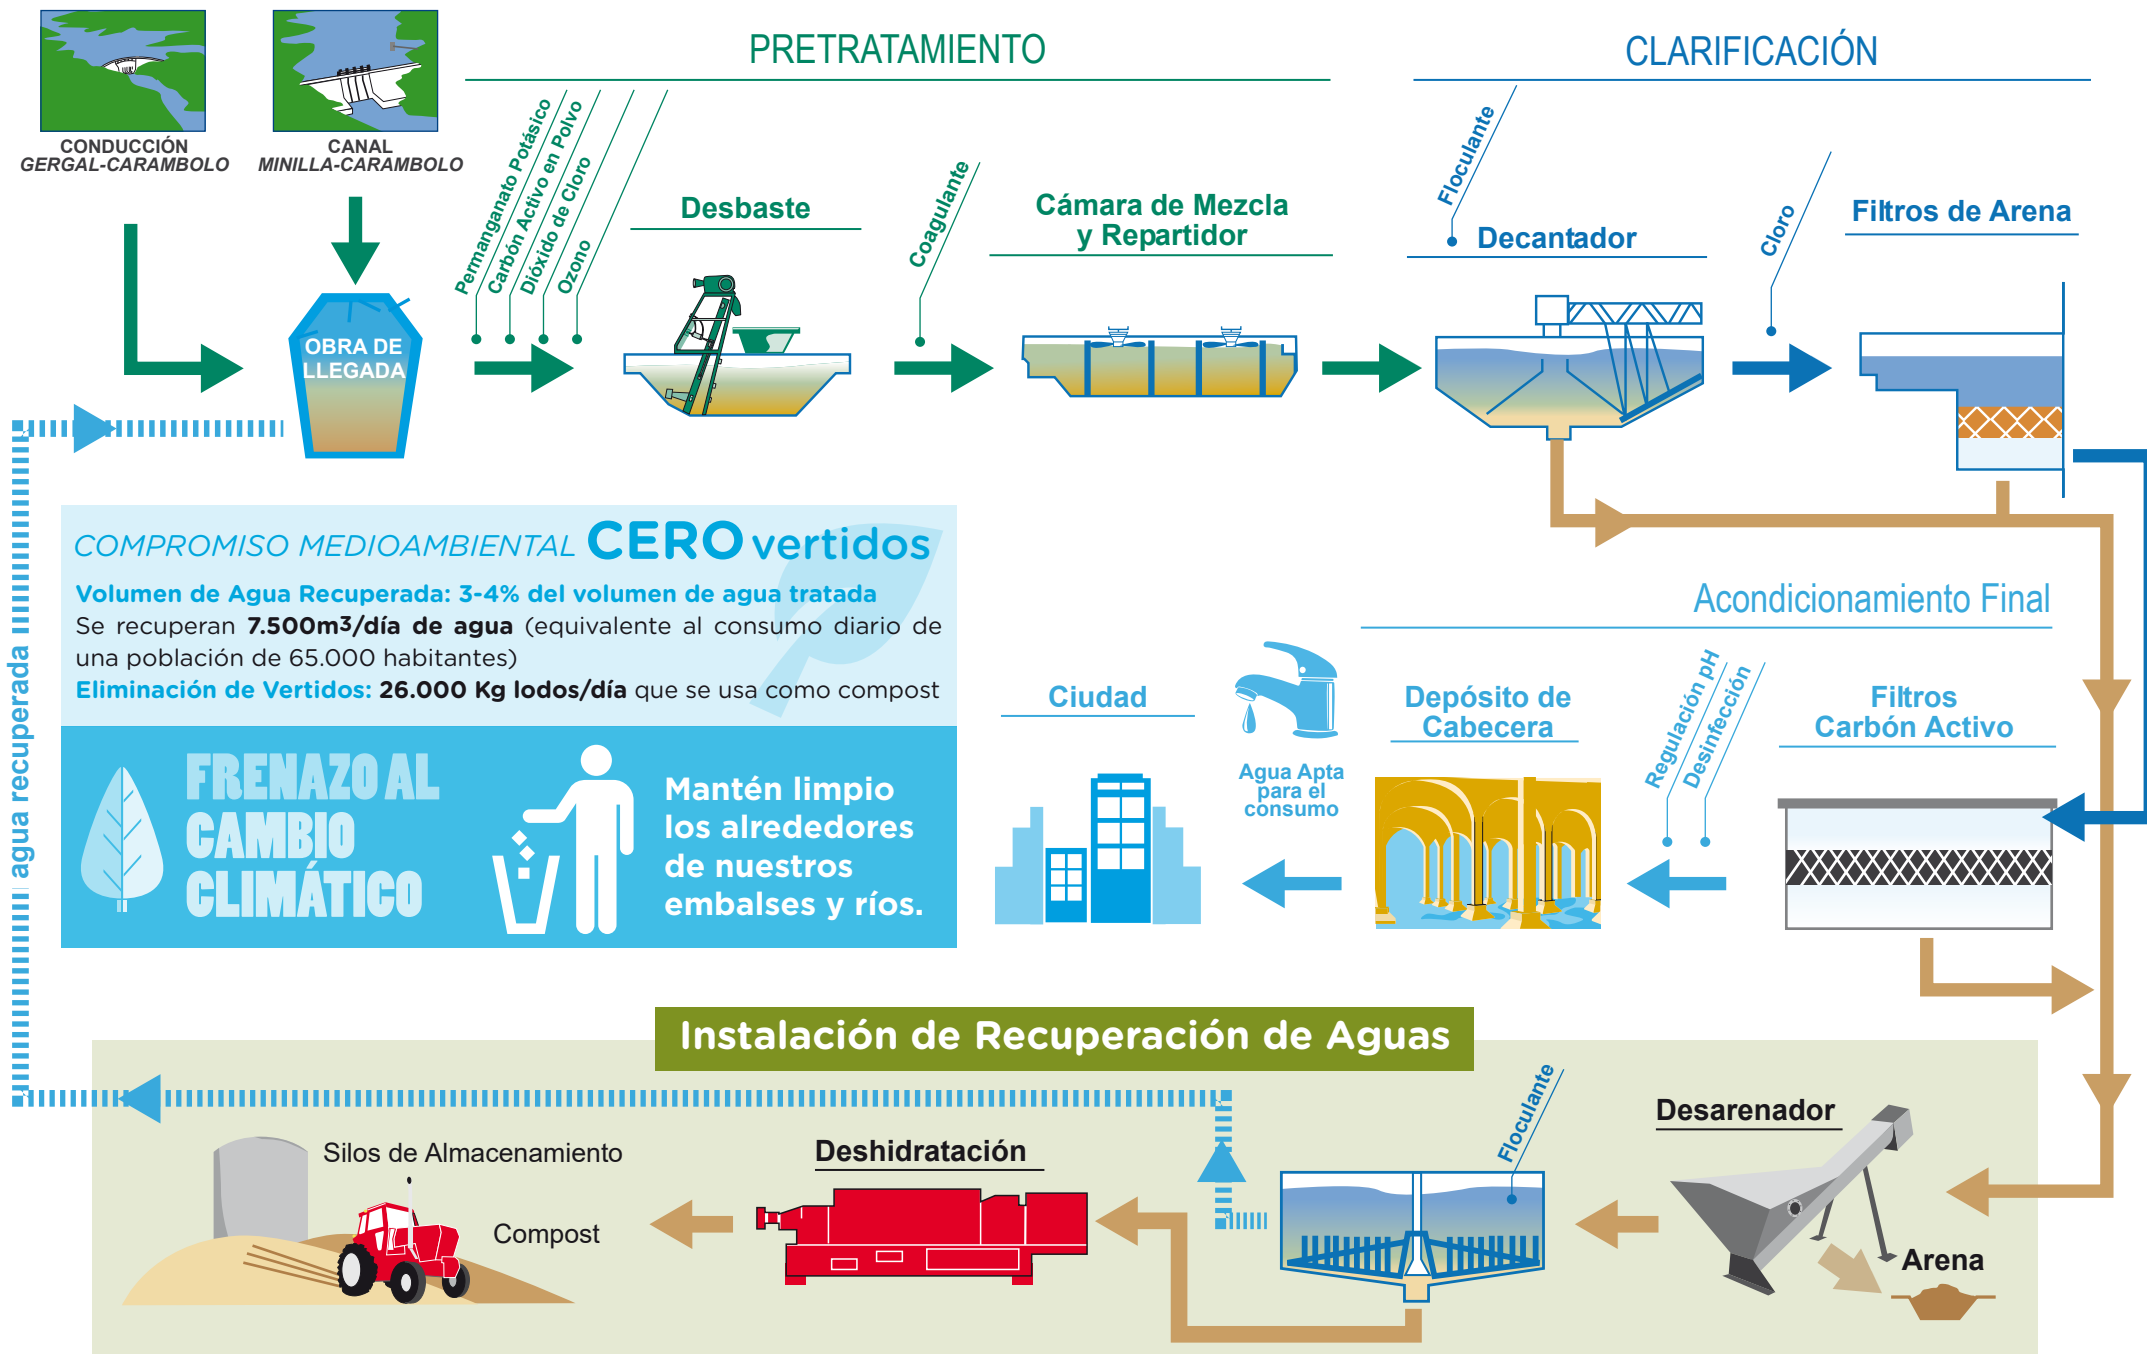 PRETRATAMIENTO
CLARIFICACIÓN
CONDUCCIÓN
GERGAL-CARAMBOLO
CANAL
MINILLA-CARAMBOLO
OBRA DE
LLEGADA
Permanganato Potásico
Carbón Activo en Polvo
Dióxido de Cloro
Ozono
Desbaste
Coagulante
Cámara de Mezcla
y Repartidor
Floculante
Decantador
Cloro
Filtros de Arena
agua recuperada
COMPROMISO MEDIOAMBIENTAL CERO vertidos
Volumen de Agua Recuperada: 3-4% del volumen de agua tratada
Se recuperan 7.500m3/día de agua (equivalente al consumo diario de
una población de 65.000 habitantes)
Eliminación de Vertidos: 26.000 Kg lodos/día que se usa como compost
FRENAZO AL
CAMBIO
CLIMÁTICO
Mantén limpio
los alrededores
de nuestros
embalses y ríos.
Acondicionamiento Final
Ciudad
Agua Apta
para el
consumo
Depósito de
Cabecera
Regulación pH
Desinfección
Filtros
Carbón Activo
Instalación de Recuperación de Aguas
Silos de Almacenamiento
Compost
Deshidratación
Floculante
Desarenador
Arena